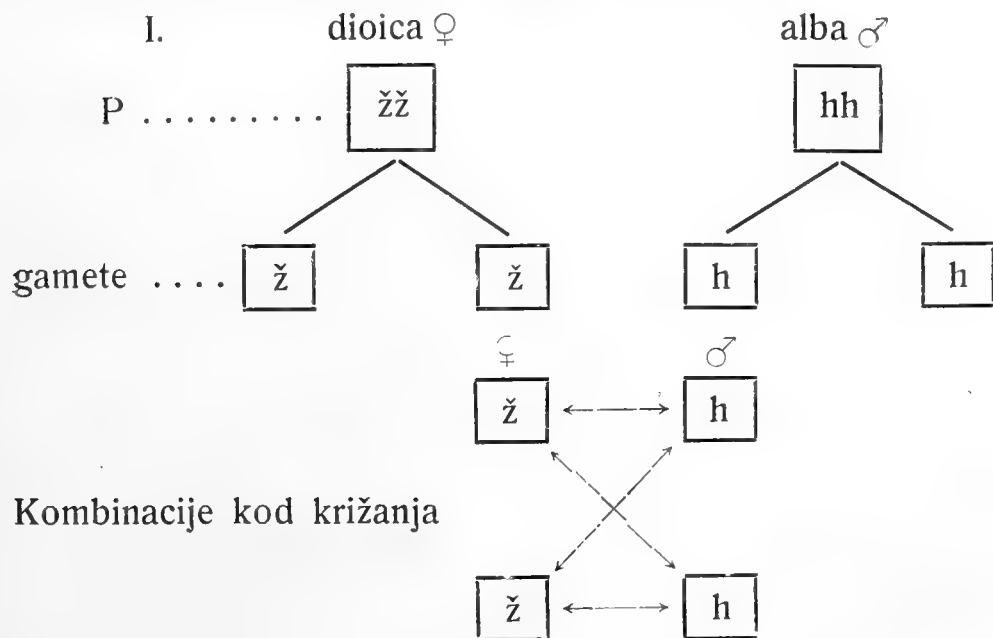 I. dioica ♀ alba ♂
P ......... žž hh
gamete .... ž ž h h
♀ ♂
ž h
Kombinacije kod križanja
ž h